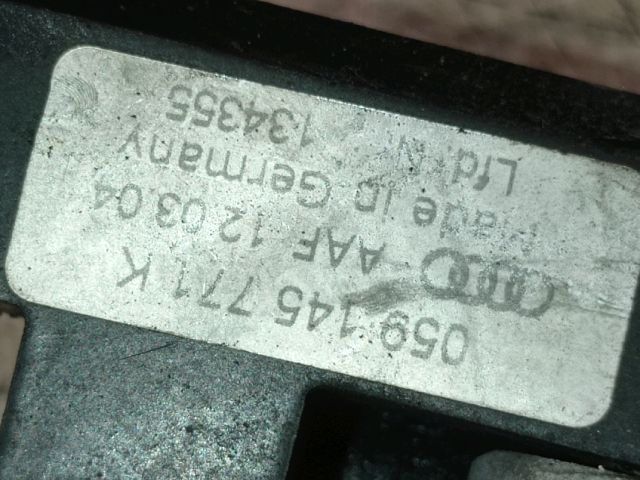 059 145 771 K
AAF 12 03 04
Made in Germany
Lfd. Nr. 134355